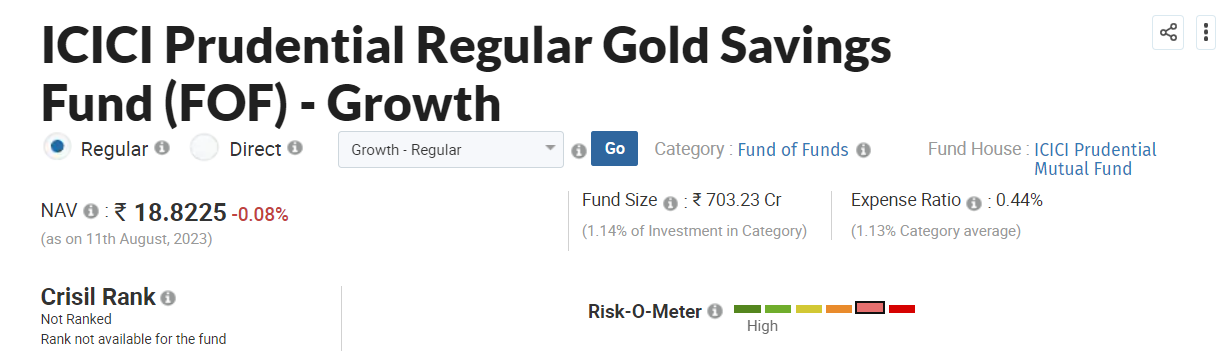 ICICI Prudential Regular Gold Savings
Fund (FOF) - Growth
Regular Direct Growth - Regular Go Category : Fund of Funds Fund House : ICICI Prudential
Mutual Fund
NAV : ₹ 18.8225 -0.08% Fund Size : ₹ 703.23 Cr Expense Ratio : 0.44%
(as on 11th August, 2023) (1.14% of Investment in Category) (1.13% Category average)
Crisil Rank
Not Ranked
Rank not available for the fund
Risk-O-Meter
High